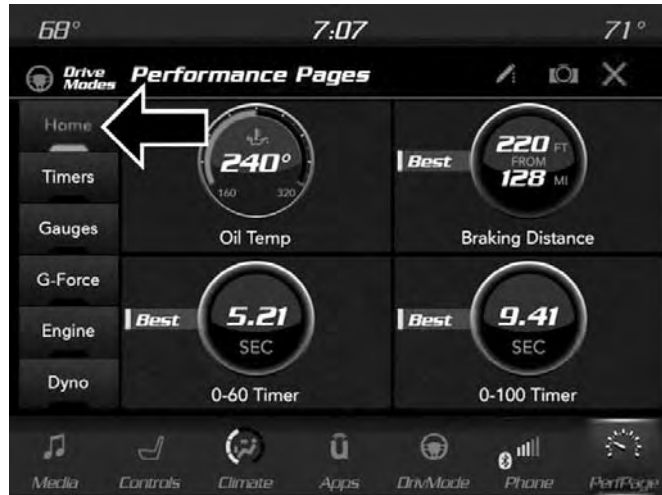 68° 7:07 71°
Drive Modes Performance Pages
Home
Timers
Gauges
G-Force
Engine
Dyno
240°
160 320
Oil Temp
Best
220 FT
FROM
128 MI
Braking Distance
Best
5.21
SEC
0-60 Timer
Best
9.41
SEC
0-100 Timer
Media Controls Climate Apps DrivMode Phone PerfPage